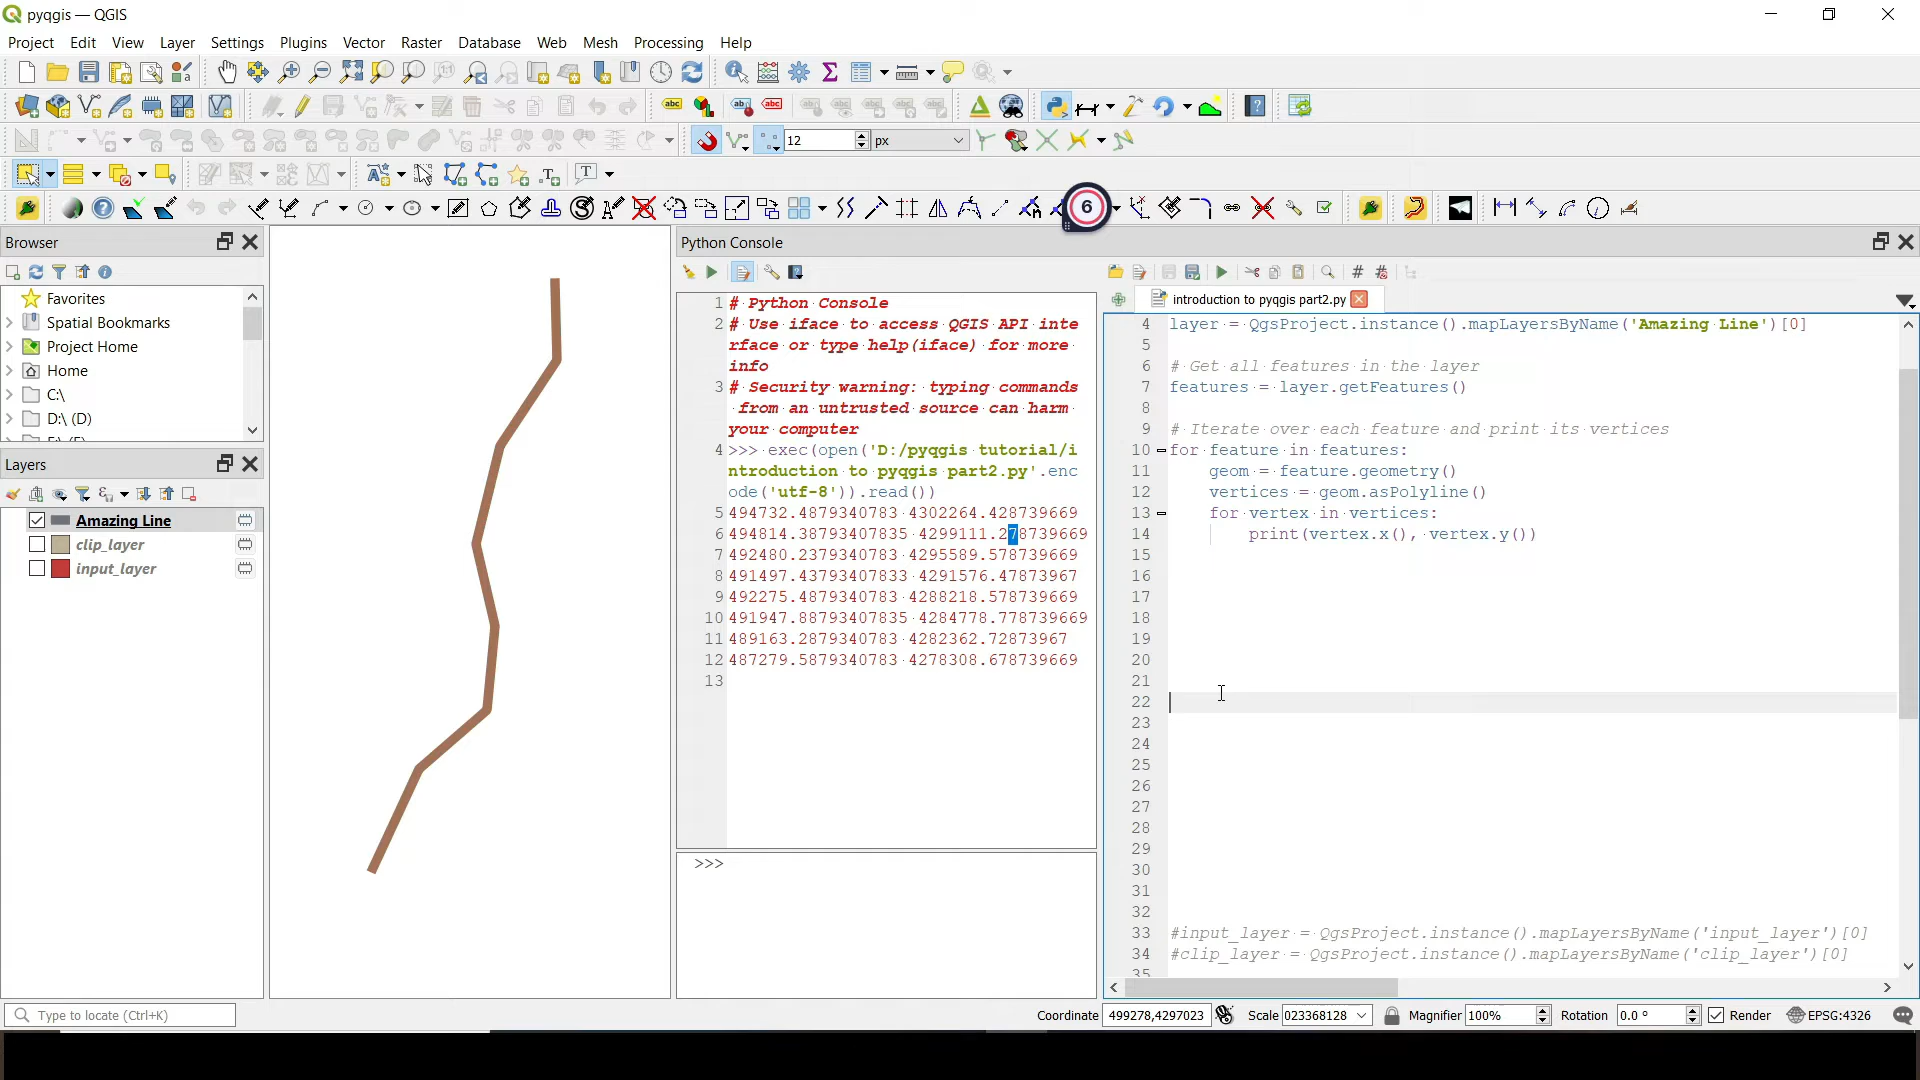 pyqgis — QGIS
Project Edit View Layer Settings Plugins Vector Raster Database Web Mesh Processing Help
12 px
6
Browser
Favorites
Spatial Bookmarks
Project Home
Home
C:\
D:\ (D)
Layers
Amazing Line
clip_layer
input_layer
Python Console
1 # Python Console
2 # Use iface to access QGIS API inte
rface or type help(iface) for more
info
3 # Security warning: typing commands
from an untrusted source can harm
your computer
4 >>> exec(open('D:/pyqgis tutorial/i
ntroduction to pyqgis part2.py'.enc
ode('utf-8')).read())
5 494732.4879340783 4302264.428739669
6 494814.38793407835 4299111.278739669
7 492480.2379340783 4295589.578739669
8 491497.43793407833 4291576.47873967
9 492275.4879340783 4288218.578739669
10 491947.88793407835 4284778.778739669
11 489163.2879340783 4282362.72873967
12 487279.5879340783 4278308.678739669
13
>>>
introduction to pyqgis part2.py
4 layer = QgsProject.instance().mapLayersByName('Amazing Line')[0]
5
6 # Get all features in the layer
7 features = layer.getFeatures()
8
9 # Iterate over each feature and print its vertices
10 for feature in features:
11 geom = feature.geometry()
12 vertices = geom.asPolyline()
13 for vertex in vertices:
14 print(vertex.x(), vertex.y())
15
16
17
18
19
20
21
22
23
24
25
26
27
28
29
30
31
32
33 #input_layer = QgsProject.instance().mapLayersByName('input_layer')[0]
34 #clip_layer = QgsProject.instance().mapLayersByName('clip_layer')[0]
35
Type to locate (Ctrl+K) Coordinate 499278,4297023 Scale 023368128 Magnifier 100% Rotation 0.0 ° Render EPSG:4326